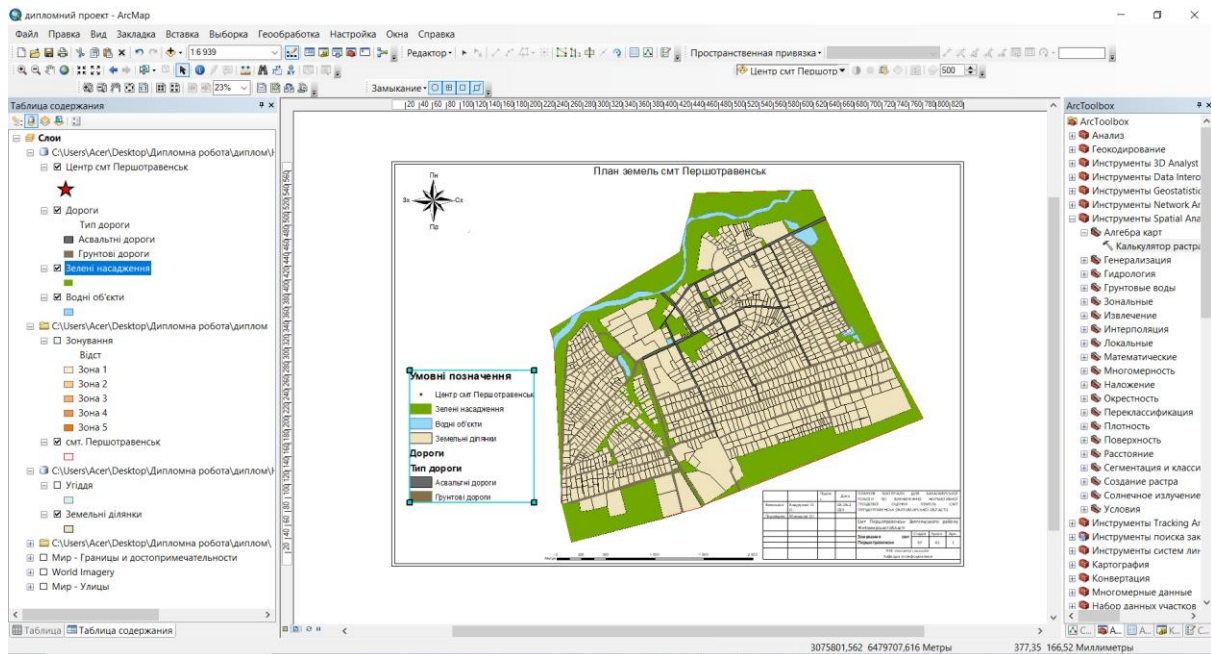 дипломний проект - ArcMap
Файл Правка Вид Закладка Вставка Выборка Геообработка Настройка Окна Справка
1:6 939
Редактор
Пространственная привязка
Центр смт Першотр
500
23%
Замыкание
Таблица содержания
Слои
C:\Users\Acer\Desktop\Дипломна робота\диплом\Н
Центр смт Першотравенськ
Дороги
Тип дороги
Асвальтні дороги
Грунтові дороги
Зелені насадження
Водні об'єкти
C:\Users\Acer\Desktop\Дипломна робота\диплом
Зонування
Відст
Зона 1
Зона 2
Зона 3
Зона 4
Зона 5
смт. Першотравенськ
C:\Users\Acer\Desktop\Дипломна робота\диплом\Н
Угіддя
Земельні ділянки
C:\Users\Acer\Desktop\Дипломна робота\диплом\
Мир - Границы и достопримечательности
World Imagery
Мир - Улицы
Таблица Таблица содержания
План земель смт Першотравенськ
Пн
Зх Сх
Пд
Умовні позначення
Центр смт Першотравенськ
Зелені насадження
Водні об'єкти
Земельні ділянки
Дороги
Тип дороги
Асвальтні дороги
Грунтові дороги
ArcToolbox
ArcToolbox
Анализ
Геокодирование
Инструменты 3D Analyst
Инструменты Data Intero
Инструменты Geostatistic
Инструменты Network Ar
Инструменты Spatial Ana
Алгебра карт
Калькулятор растра
Генерализация
Гидрология
Грунтовые воды
Зональные
Извлечение
Интерполяция
Локальные
Математические
Многомерность
Наложение
Окрестность
Переклассификация
Плотность
Поверхность
Расстояние
Сегментация и класси
Создание растра
Солнечное излучение
Условия
Инструменты Tracking Ar
Инструменты поиска зак
Инструменты систем лин
Картография
Конвертация
Многомерные данные
Набор данных участков
С... А... А... К... С
3075801,562 6479707,616 Метры
377,35 166,52 Миллиметры